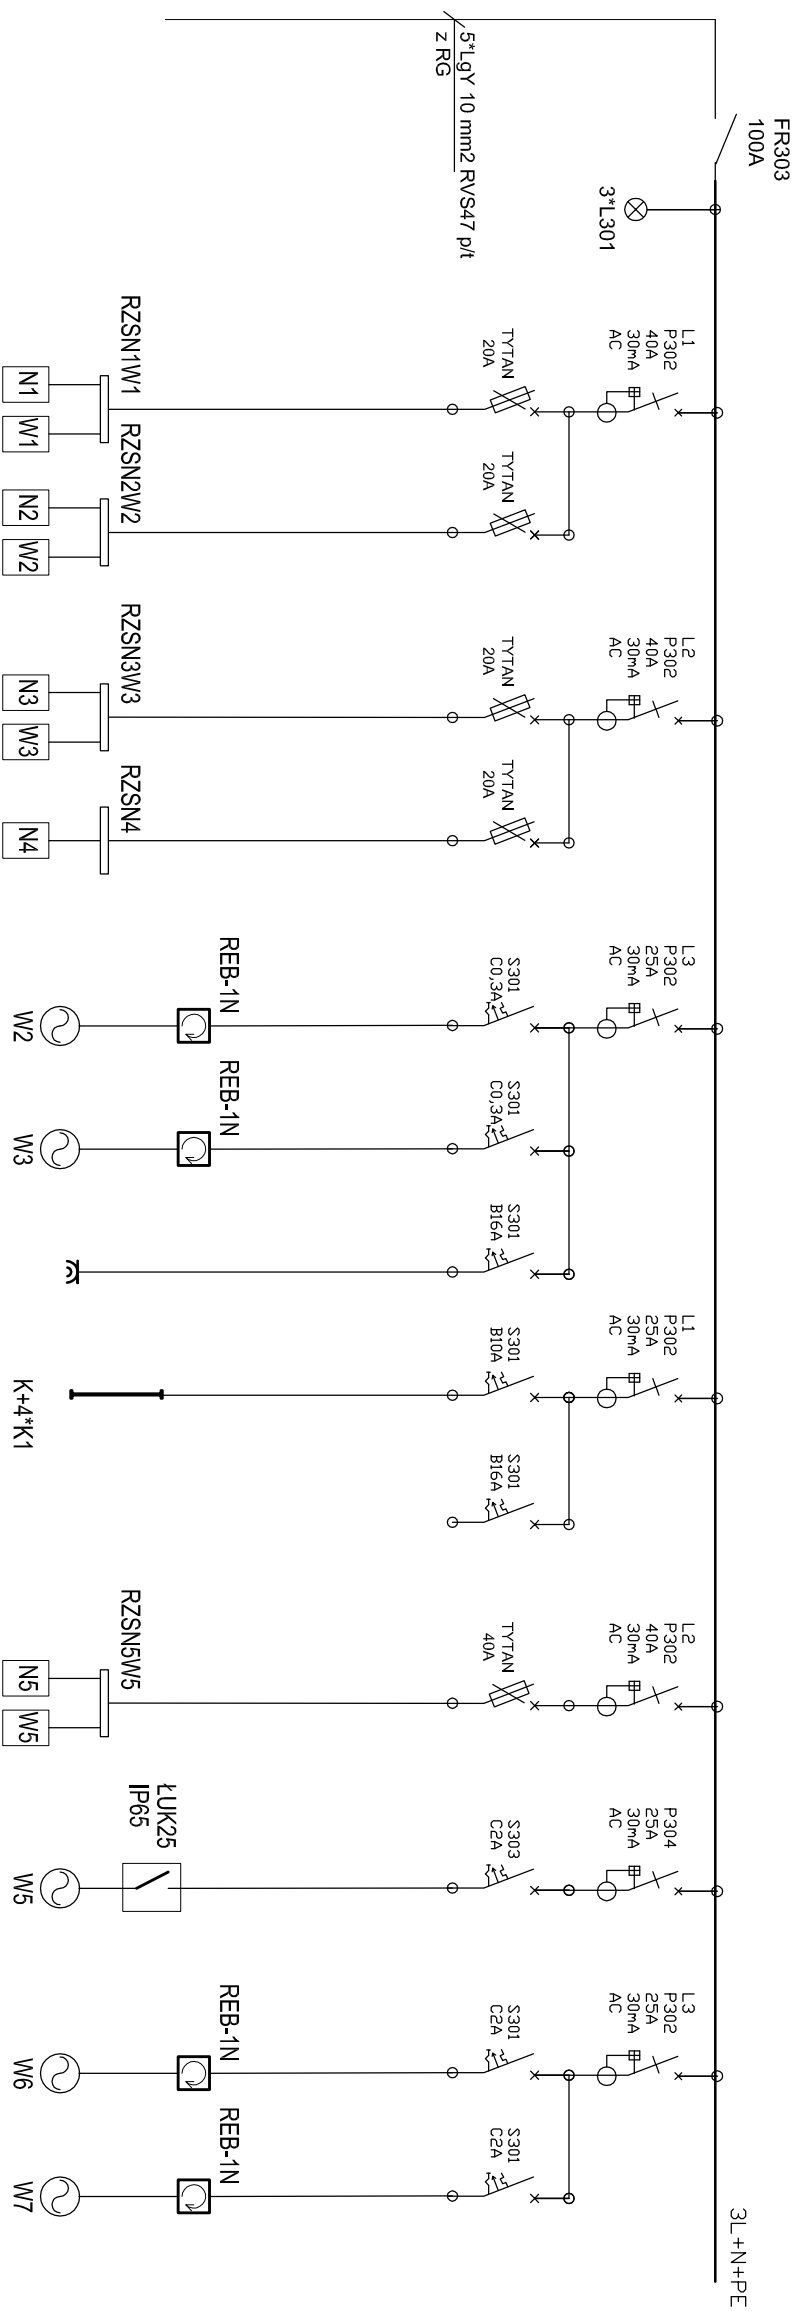 FR303
100A
5*LgY 10 mm2 RVS47 p/t
z RG
3*L301
3L+N+PE
L1
P302
40A
30mA
AC
TYTAN
20A
TYTAN
20A
RZSN1W1
N1
W1
RZSN2W2
N2
W2
L2
P302
40A
30mA
AC
TYTAN
20A
TYTAN
20A
RZSN3W3
N3
W3
RZSN4
N4
L3
P302
25A
30mA
AC
S301
C0,3A
REB-1N
W2
S301
C0,3A
REB-1N
W3
S301
B16A
L1
P302
25A
30mA
AC
S301
B10A
K+4*K1
S301
B16A
L2
P302
40A
30mA
AC
TYTAN
40A
RZSN5W5
N5
W5
P304
25A
30mA
AC
S303
C2A
ŁUK25
IP65
W5
L3
P302
25A
30mA
AC
S301
C2A
REB-1N
W6
S301
C2A
REB-1N
W7